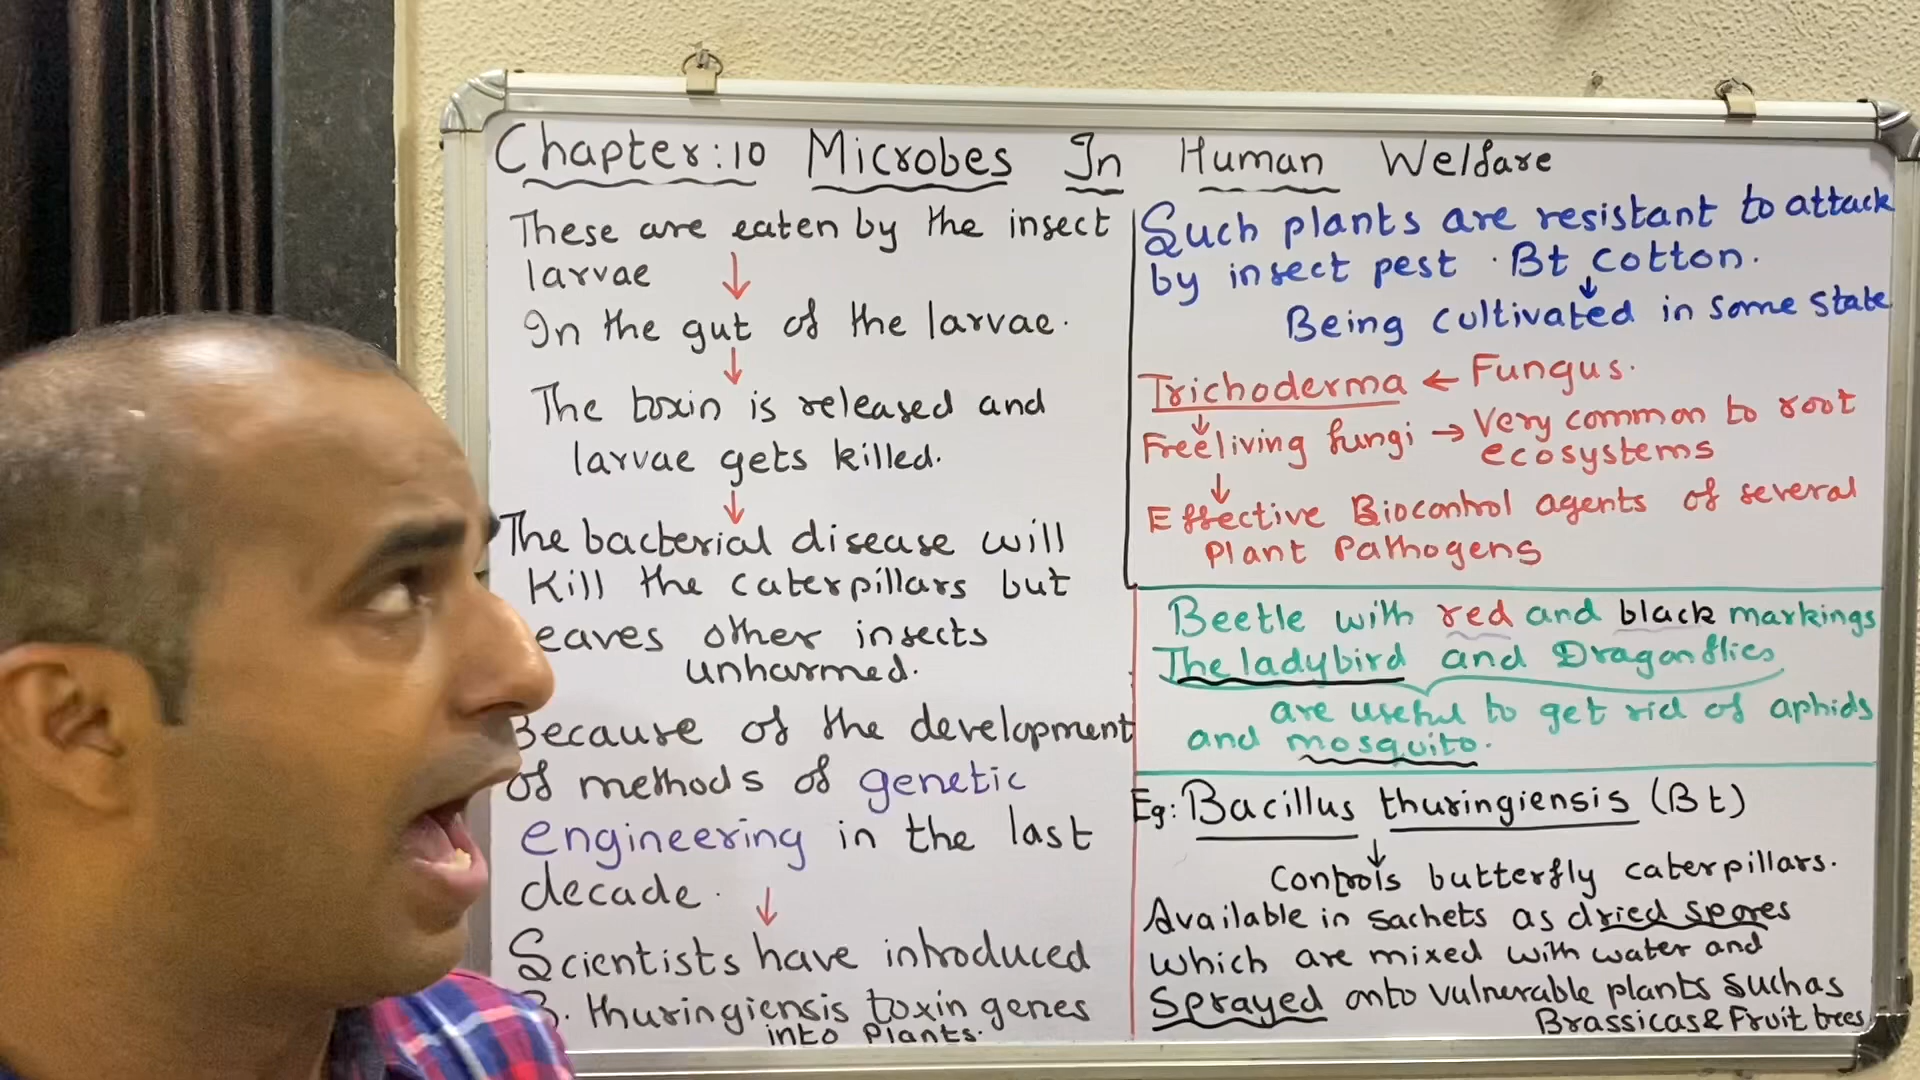 Chapter:10 Microbes In Human Welfare
These are eaten by the insect
larvae
In the gut of the larvae.
The toxin is released and
larvae gets killed.
The bacterial disease will
Kill the caterpillars but
eaves other insects
unharmed.
Because of the development
of methods of genetic
engineering in the last
decade.
Scientists have introduced
B. thuringiensis toxin genes
into plants.
Such plants are resistant to attack
by insect pest. Bt cotton.
Being cultivated in some state
Trichoderma ← Fungus.
Freeliving fungi → Very common to root
ecosystems
Effective Biocontrol agents of several
Plant Pathogens
Beetle with red and black markings
The ladybird and Dragonflies
are useful to get rid of aphids
and mosquito.
Eg: Bacillus thuringiensis (Bt)
Controls butterfly caterpillars.
Available in sachets as dried spores
which are mixed with water and
Sprayed onto vulnerable plants such as
Brassicas & Fruit trees